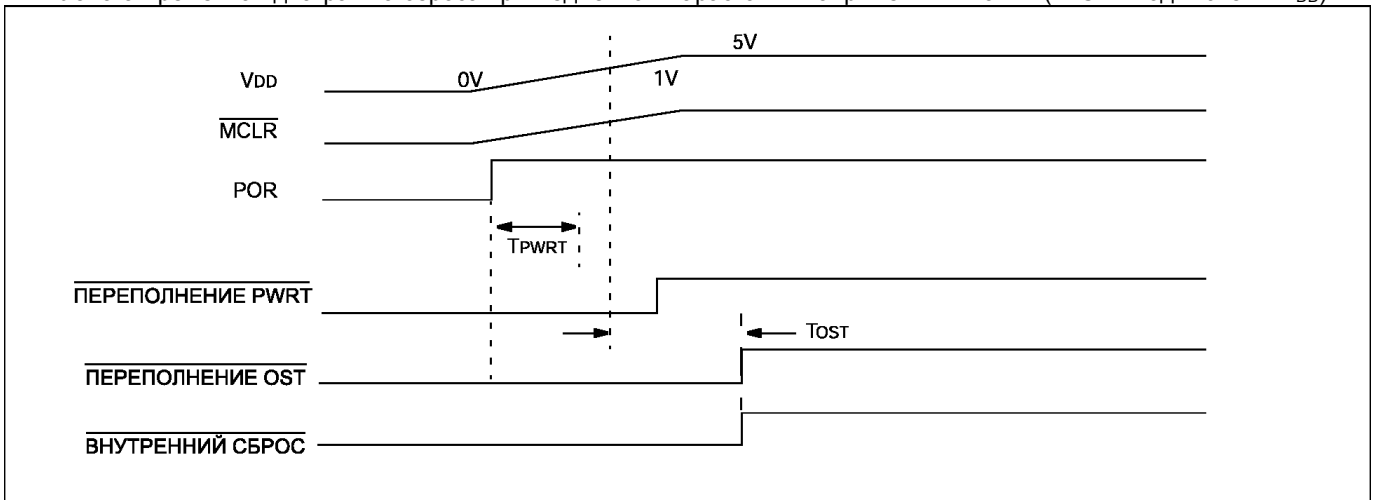 5V
VDD
0V
1V
MCLR
POR
TPWRT
ПЕРЕПОЛНЕНИЕ PWRT
TOST
ПЕРЕПОЛНЕНИЕ OST
ВНУТРЕННИЙ СБРОС